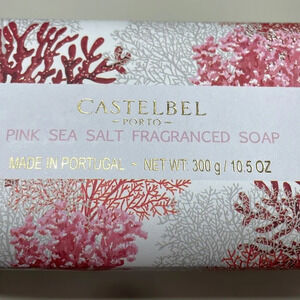 CASTELBEL
– PORTO –
PINK SEA SALT FRAGRANCED SOAP
MADE IN PORTUGAL ~ NET WT. 300 g / 10.5 OZ